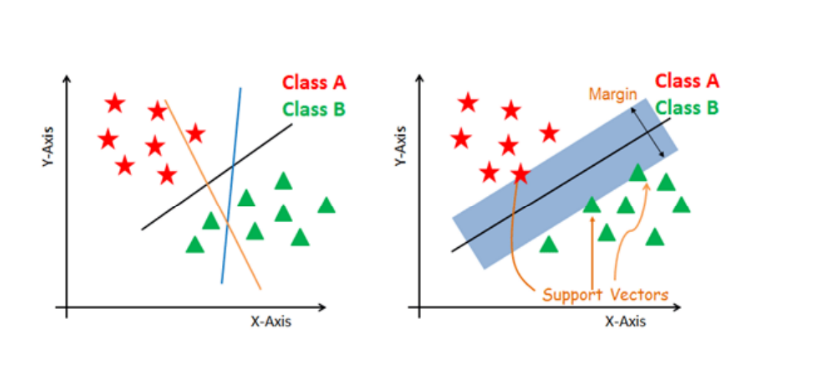 Class A
Class B
Y-Axis
X-Axis
Class A
Margin
Class B
Y-Axis
Support Vectors
X-Axis